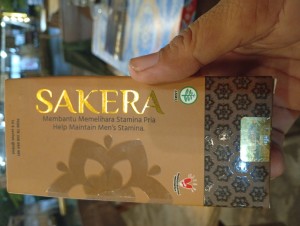 SAKERA
Membantu Memelihara Stamina Pria
Help Maintain Men's Stamina